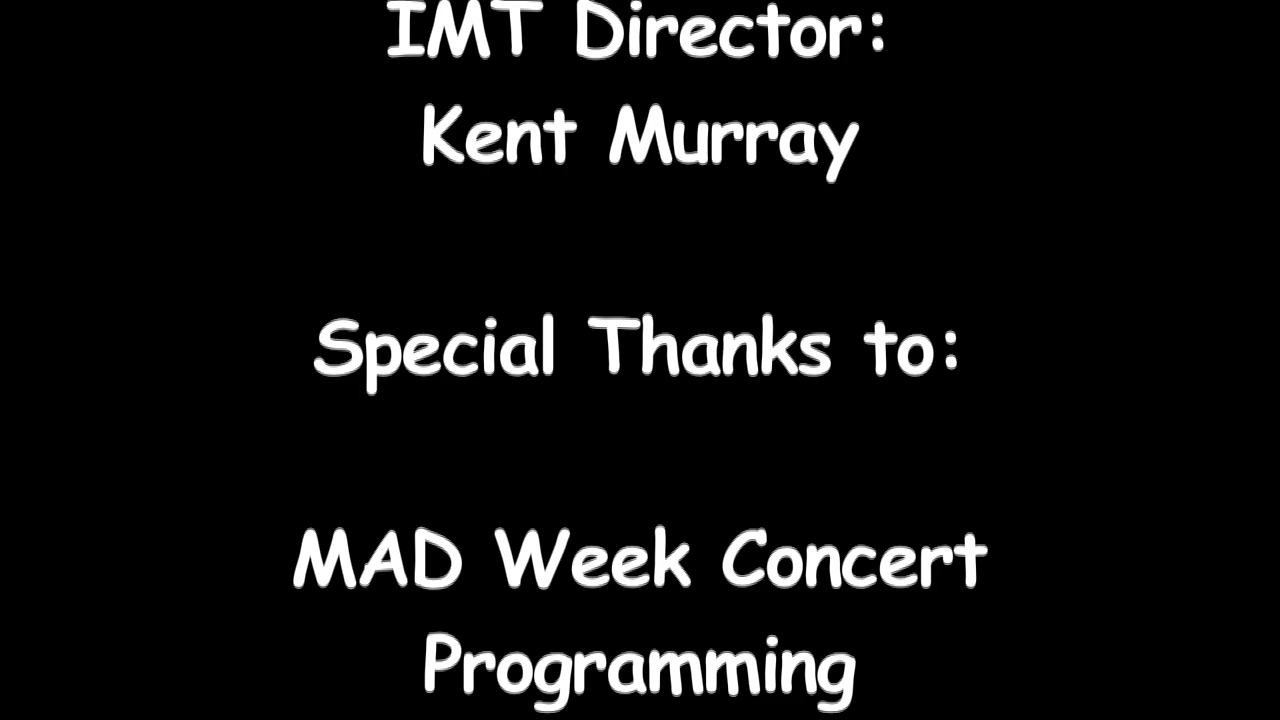 IMT Director:
Kent Murray
Special Thanks to:
MAD Week Concert
Programming